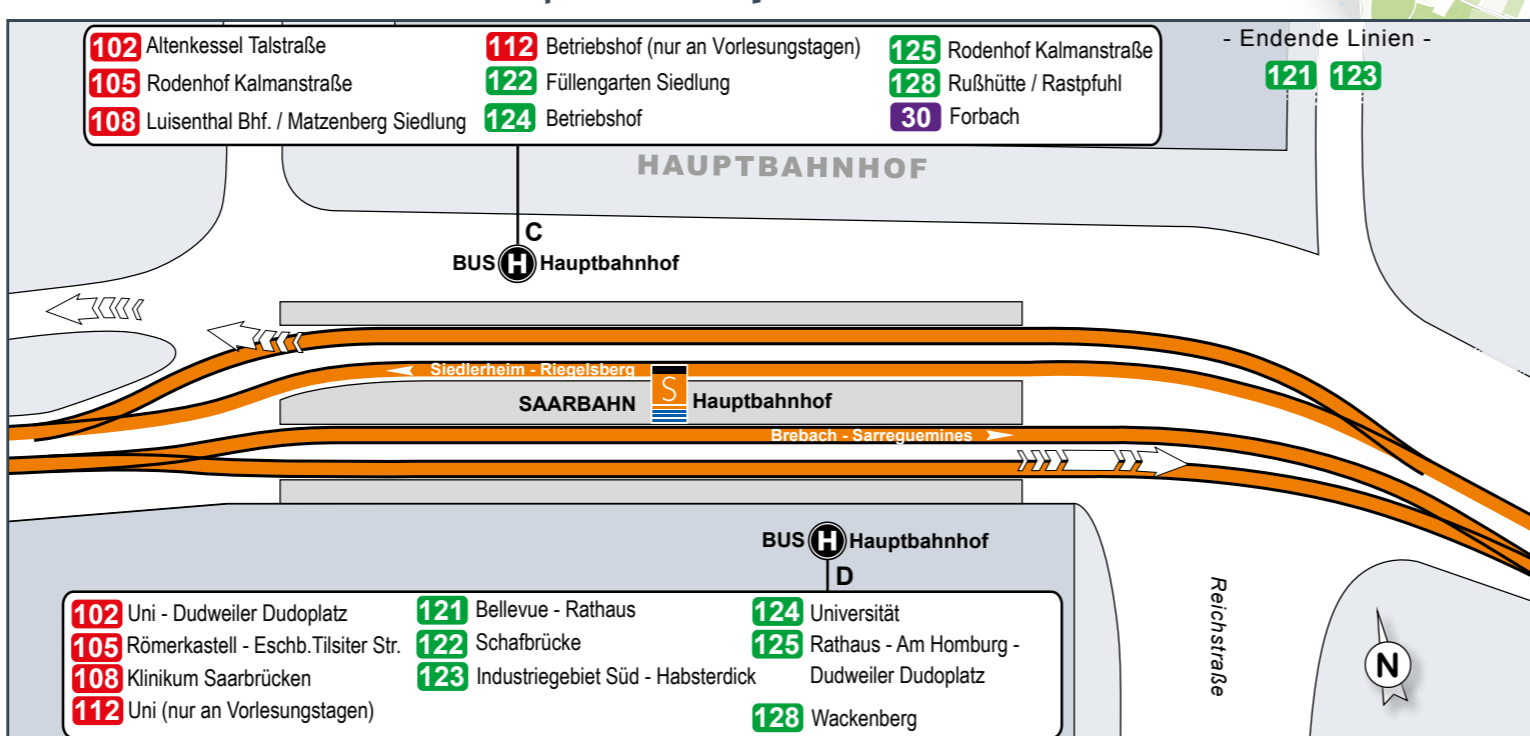 102 Altenkessel Talstraße
105 Rodenhof Kalmanstraße
108 Luisenthal Bhf. / Matzenberg Siedlung
112 Betriebshof (nur an Vorlesungstagen)
122 Füllengarten Siedlung
124 Betriebshof
125 Rodenhof Kalmanstraße
128 Rußhütte / Rastpfuhl
30 Forbach
- Endende Linien -
121 123
HAUPTBAHNHOF
C
BUS H Hauptbahnhof
Siedlerheim - Riegelsberg
SAARBAHN S Hauptbahnhof
Brebach - Sarreguemines
BUS H Hauptbahnhof
D
102 Uni - Dudweiler Dudoplatz
105 Römerkastell - Eschb.Tilsiter Str.
108 Klinikum Saarbrücken
112 Uni (nur an Vorlesungstagen)
121 Bellevue - Rathaus
122 Schafbrücke
123 Industriegebiet Süd - Habsterdick
124 Universität
125 Rathaus - Am Homburg -
Dudweiler Dudoplatz
128 Wackenberg
Reichstraße
N